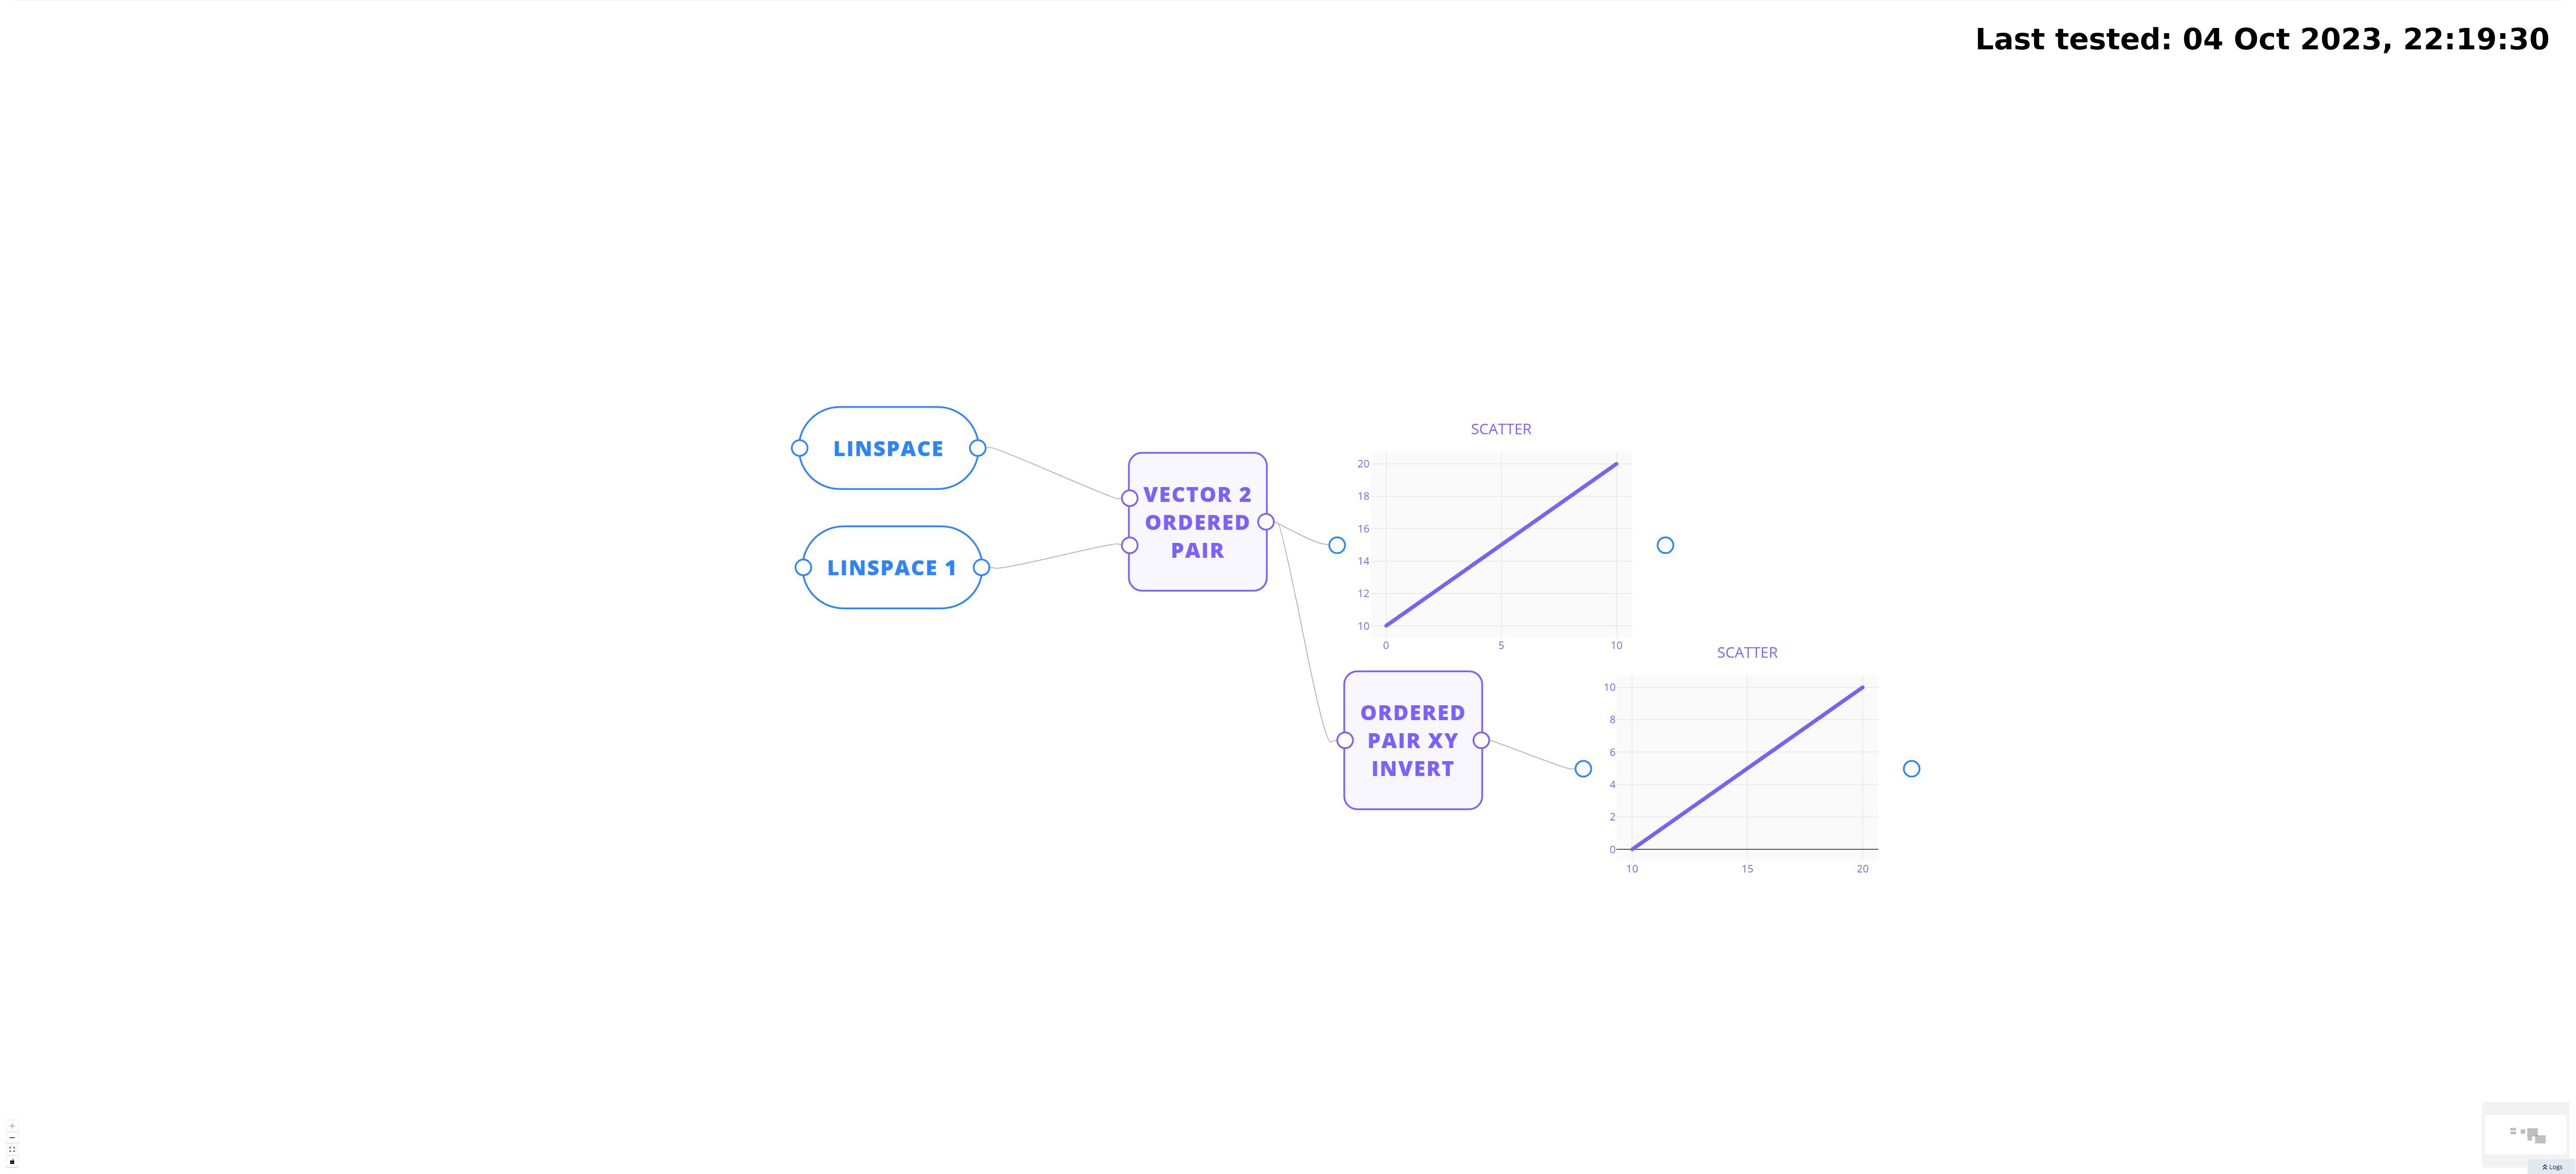 Last tested: 04 Oct 2023, 22:19:30
LINSPACE
LINSPACE 1
VECTOR 2
ORDERED
PAIR
SCATTER
20
18
16
14
12
10
0 5 10
ORDERED
PAIR XY
INVERT
SCATTER
10
8
6
4
2
0
10 15 20
Logs